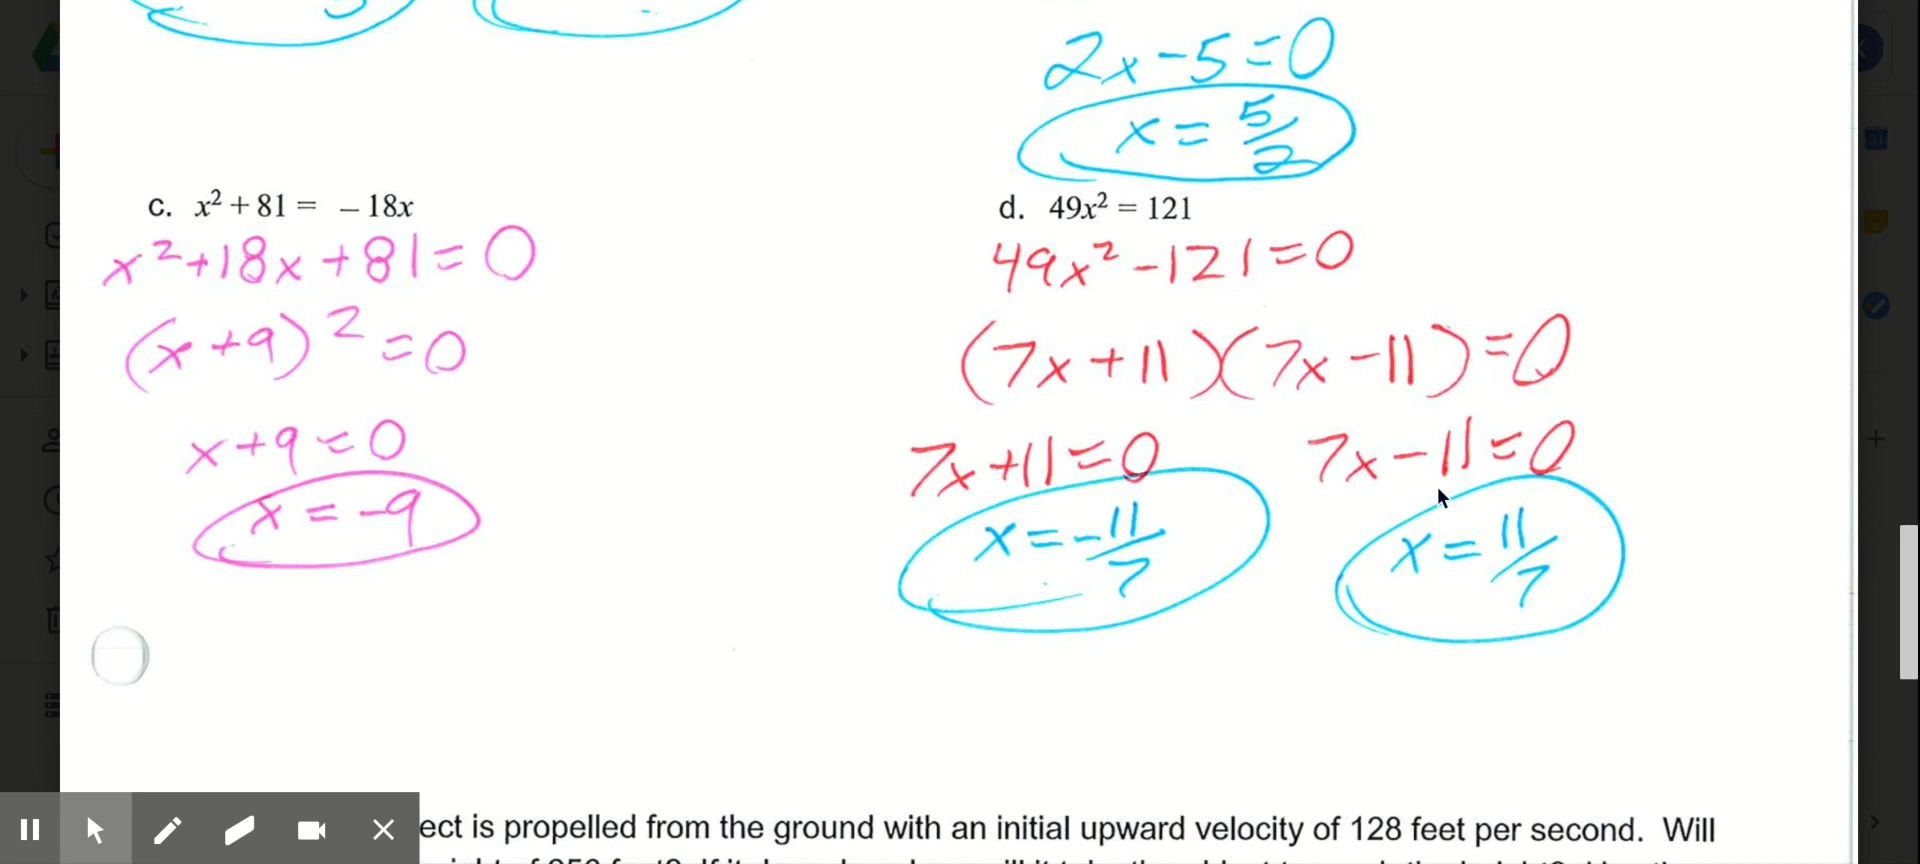 2x-5=0
x = 5/2
c. x² + 81 = – 18x
x²+18x+81=0
(x+9)²=0
x+9=0
x=-9
d. 49x² = 121
49x²-121=0
(7x+11)(7x-11)=0
7x+11=0
7x-11=0
x=-11/7
x=11/7
ect is propelled from the ground with an initial upward velocity of 128 feet per second. Will